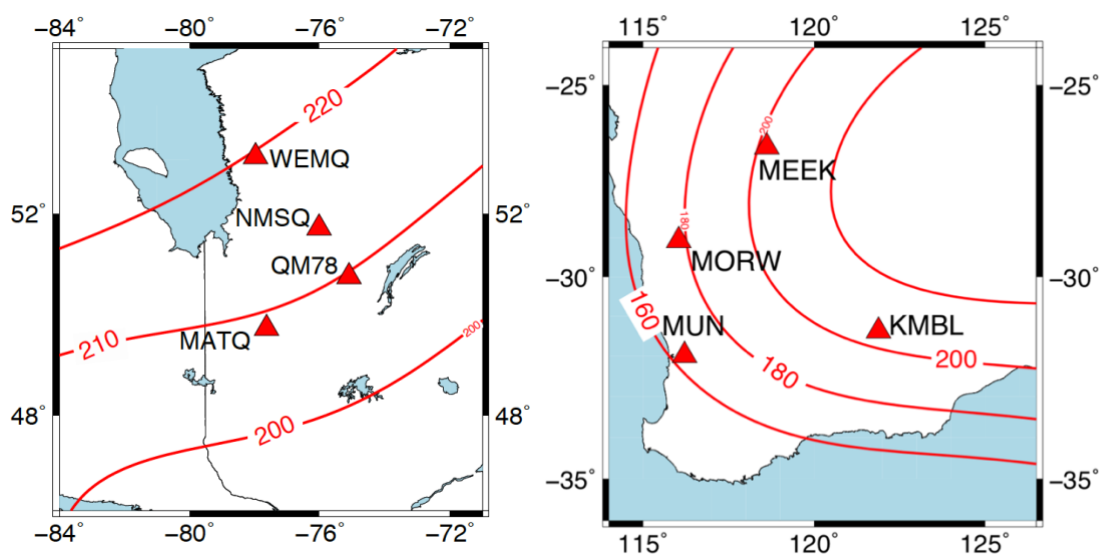 −84° −80° −76° −72°
220
WEMQ
52° NMSQ 52°
QM78
210 MATQ 200
48° 48°
200
−84° −80° −76° −72°
115° 120° 125°
−25° −25°
200
MEEK
180
MORW
−30° −30°
160 MUN KMBL
180 200
−35° −35°
115° 120° 125°